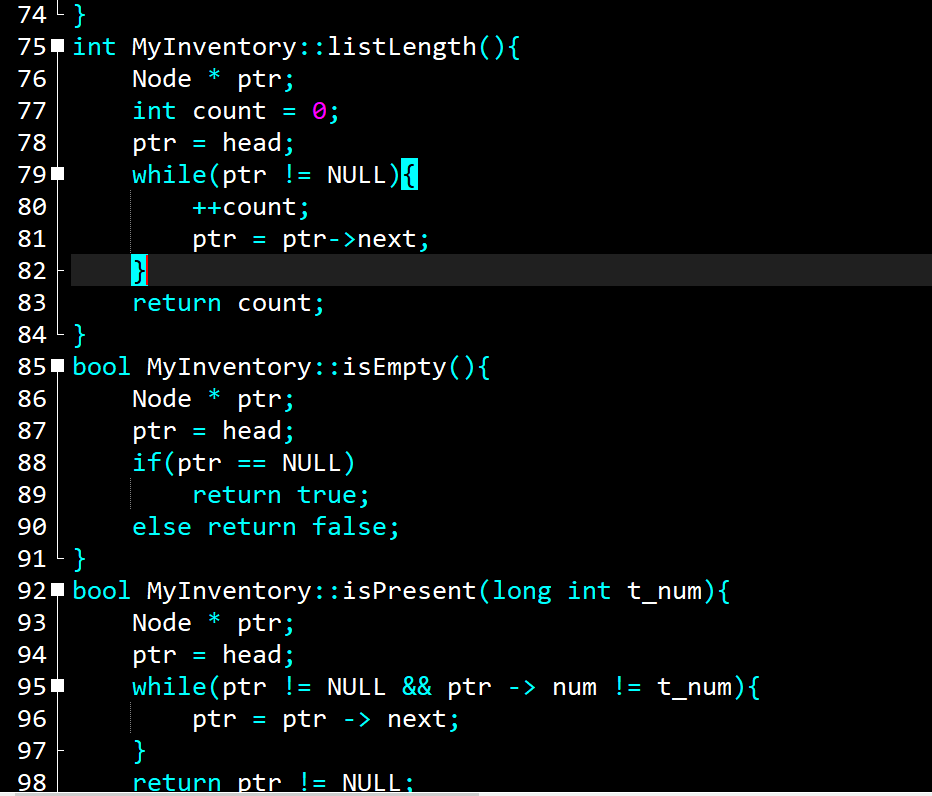 74 }
75 int MyInventory::listLength(){
76     Node * ptr;
77     int count = 0;
78     ptr = head;
79     while(ptr != NULL){
80         ++count;
81         ptr = ptr->next;
82     }
83     return count;
84 }
85 bool MyInventory::isEmpty(){
86     Node * ptr;
87     ptr = head;
88     if(ptr == NULL)
89         return true;
90     else return false;
91 }
92 bool MyInventory::isPresent(long int t_num){
93     Node * ptr;
94     ptr = head;
95     while(ptr != NULL && ptr -> num != t_num){
96         ptr = ptr -> next;
97     }
98     return ptr != NULL;